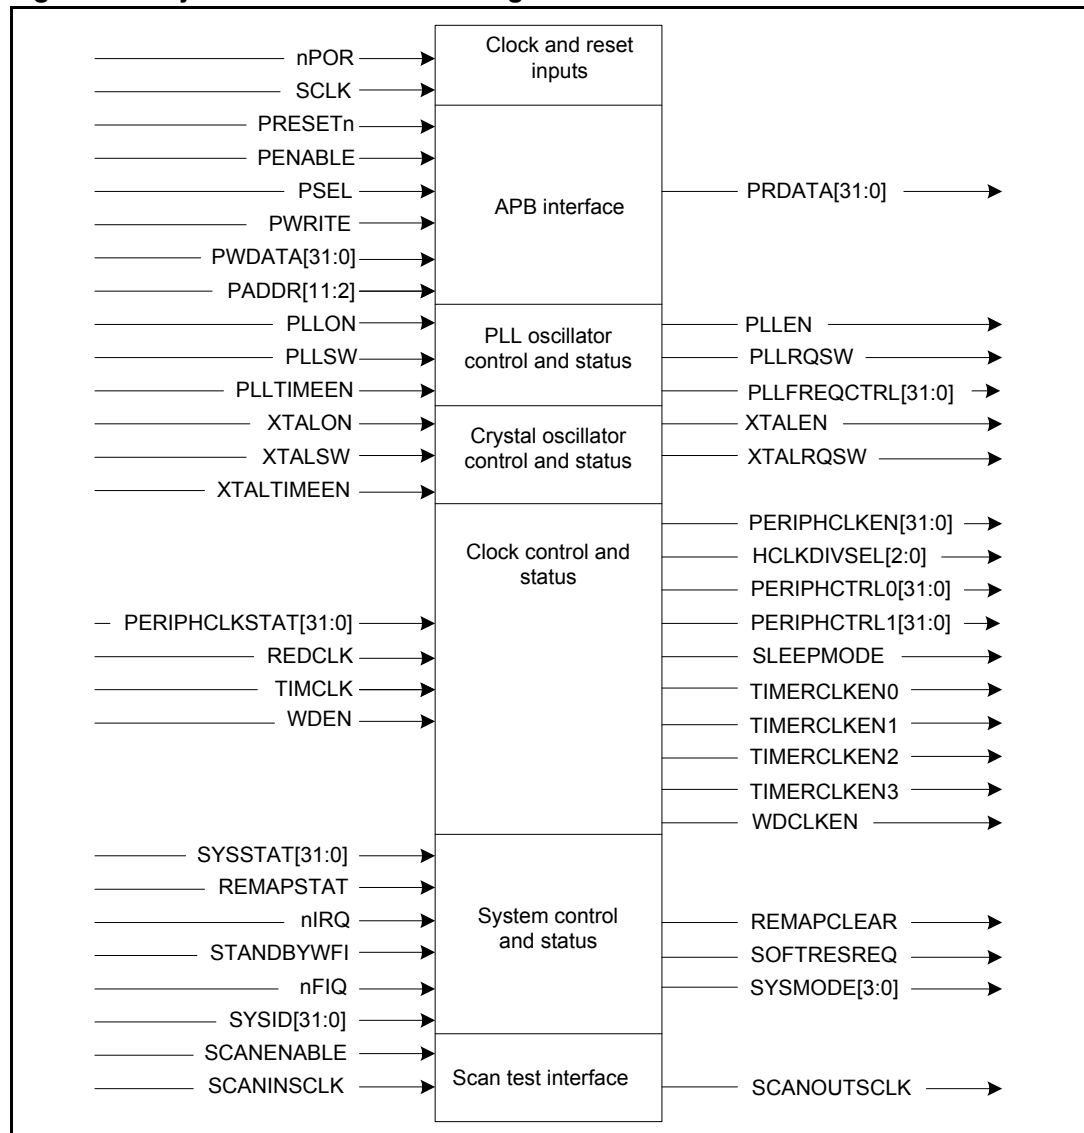 nPOR
SCLK
Clock and reset
inputs
PRESETn
PENABLE
PSEL
PWRITE
PWDATA[31:0]
PADDR[11:2]
APB interface
PRDATA[31:0]
PLLON
PLLSW
PLLTIMEEN
PLL oscillator
control and status
PLLEN
PLLRQSW
PLLFREQCTRL[31:0]
XTALON
XTALSW
XTALTIMEEN
Crystal oscillator
control and status
XTALEN
XTALRQSW
PERIPHCLKSTAT[31:0]
REDCLK
TIMCLK
WDEN
Clock control and
status
PERIPHCLKEN[31:0]
HCLKDIVSEL[2:0]
PERIPHCTRL0[31:0]
PERIPHCTRL1[31:0]
SLEEPMODE
TIMERCLKEN0
TIMERCLKEN1
TIMERCLKEN2
TIMERCLKEN3
WDCLKEN
SYSSTAT[31:0]
REMAPSTAT
nIRQ
STANDBYWFI
nFIQ
SYSID[31:0]
System control
and status
REMAPCLEAR
SOFTRESREQ
SYSMODE[3:0]
SCANENABLE
SCANINSCLK
Scan test interface
SCANOUTSCLK